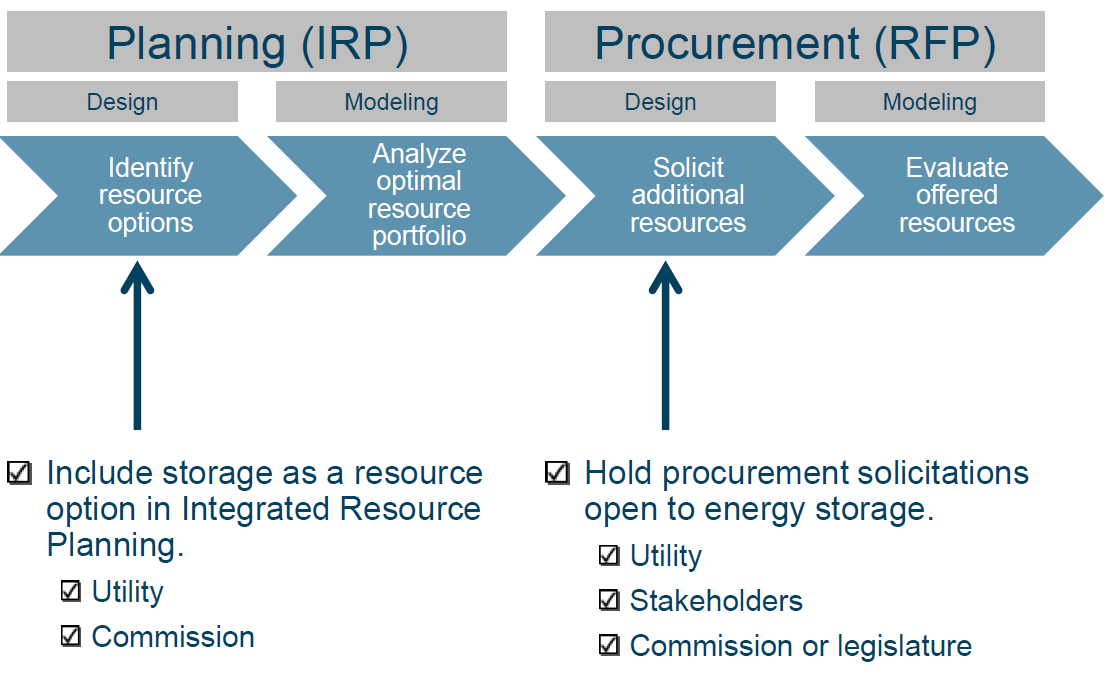 Planning (IRP)
Procurement (RFP)
Design
Modeling
Design
Modeling
Identify
resource
options
Analyze
optimal
resource
portfolio
Solicit
additional
resources
Evaluate
offered
resources
Include storage as a resource
option in Integrated Resource
Planning.
Utility
Commission
Hold procurement solicitations
open to energy storage.
Utility
Stakeholders
Commission or legislature